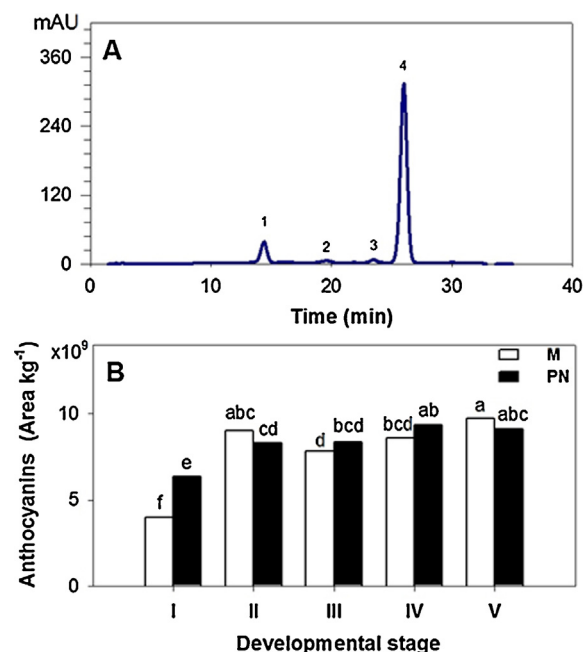 mAU
A
360
240
120
0
1
2
3
4
0 10 20 30 40
Time (min)
x10⁹
B
M
PN
Anthocyanins (Area kg⁻¹)
10
5
0
f e abc cd d bcd bcd ab a abc
I II III IV V
Developmental stage